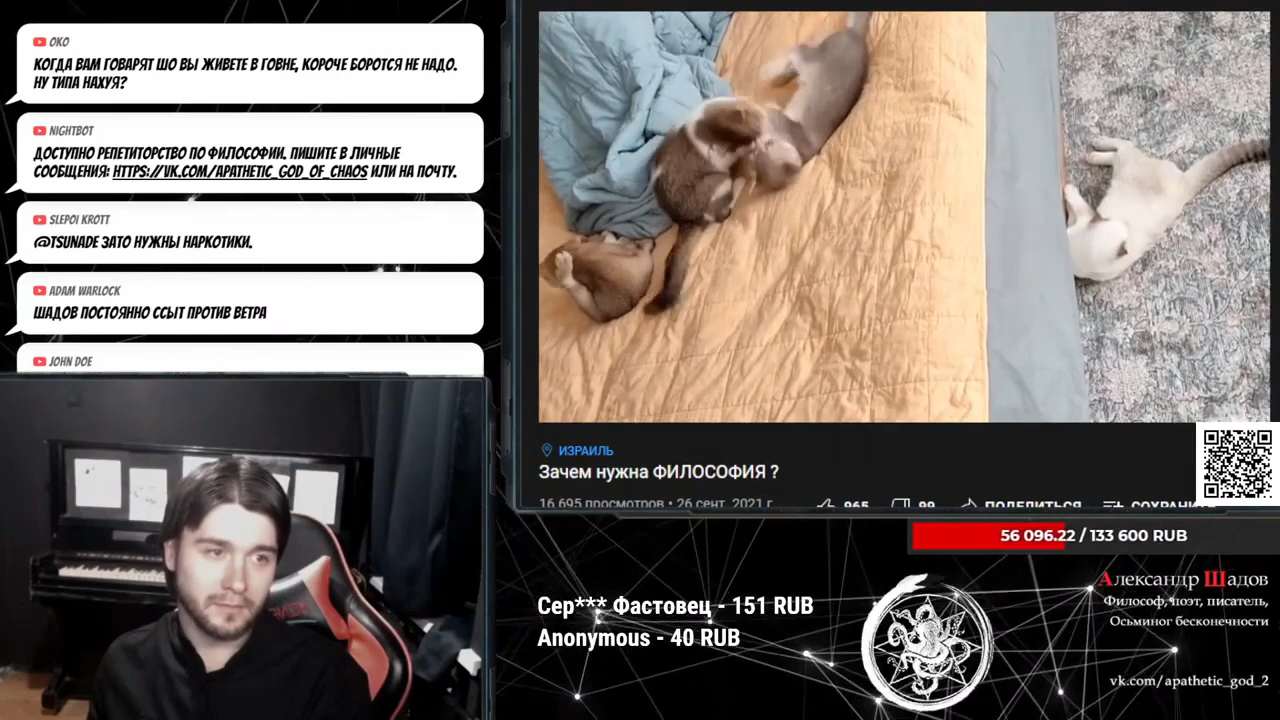 OKO
КОГДА ВАМ ГОВАРЯТ ШО ВЫ ЖИВЕТЕ В ГОВНЕ, КОРОЧЕ БОРОТСЯ НЕ НАДО.
НУ ТИПА НАХУЯ?
NIGHTBOT
ДОСТУПНО РЕПЕТИТОРСТВО ПО ФИЛОСОФИИ. ПИШИТЕ В ЛИЧНЫЕ
СООБЩЕНИЯ: HTTPS://VK.COM/APATHETIC_GOD_OF_CHAOS ИЛИ НА ПОЧТУ.
SLEPOI KROTT
@TSUNADE ЗАТО НУЖНЫ НАРКОТИКИ.
ADAM WARLOCK
ШАДОВ ПОСТОЯННО ССЫТ ПРОТИВ ВЕТРА
JOHN DOE
ИЗРАИЛЬ
Зачем нужна ФИЛОСОФИЯ ?
16 695 просмотров • 26 сент. 2021 г.
965
99
ПОДЕЛИТЬСЯ
СОХРАНИТЬ
56 096.22 / 133 600 RUB
Сер*** Фастовец - 151 RUB
Anonymous - 40 RUB
Александр Шадов
Философ, поэт, писатель,
Осьминог бесконечности
vk.com/apathetic_god_2